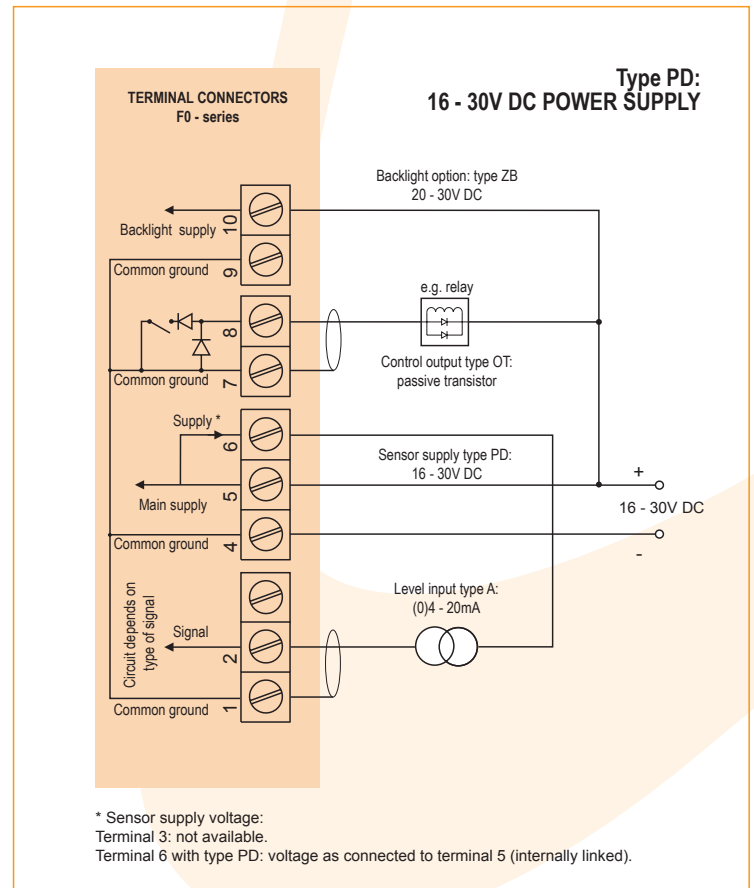 Type PD:
16 - 30V DC POWER SUPPLY
TERMINAL CONNECTORS
F0 - series
Backlight option: type ZB
20 - 30V DC
10
Backlight supply
9
Common ground
e.g. relay
8
Control output type OT:
passive transistor
7
Common ground
Supply *
6
Sensor supply type PD:
16 - 30V DC
+
5
Main supply
16 - 30V DC
4
Common ground
-
Level input type A:
(0)4 - 20mA
Circuit depends on
type of signal
Signal
2
1
Common ground
* Sensor supply voltage:
Terminal 3: not available.
Terminal 6 with type PD: voltage as connected to terminal 5 (internally linked).